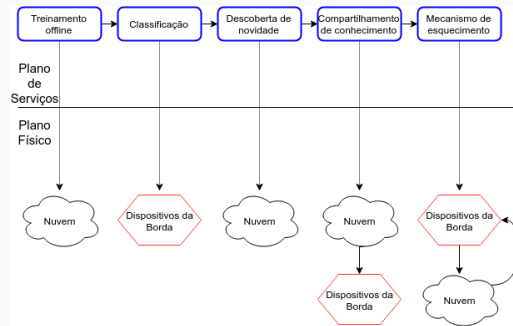 Treinamento
offline
Classificação
Descoberta de
novidade
Compartilhamento
de conhecimento
Mecanismo de
esquecimento
Plano
de
Serviços
Plano
Físico
Nuvem
Dispositivos da
Borda
Nuvem
Nuvem
Dispositivos da
Borda
Dispositivos da
Borda
Nuvem